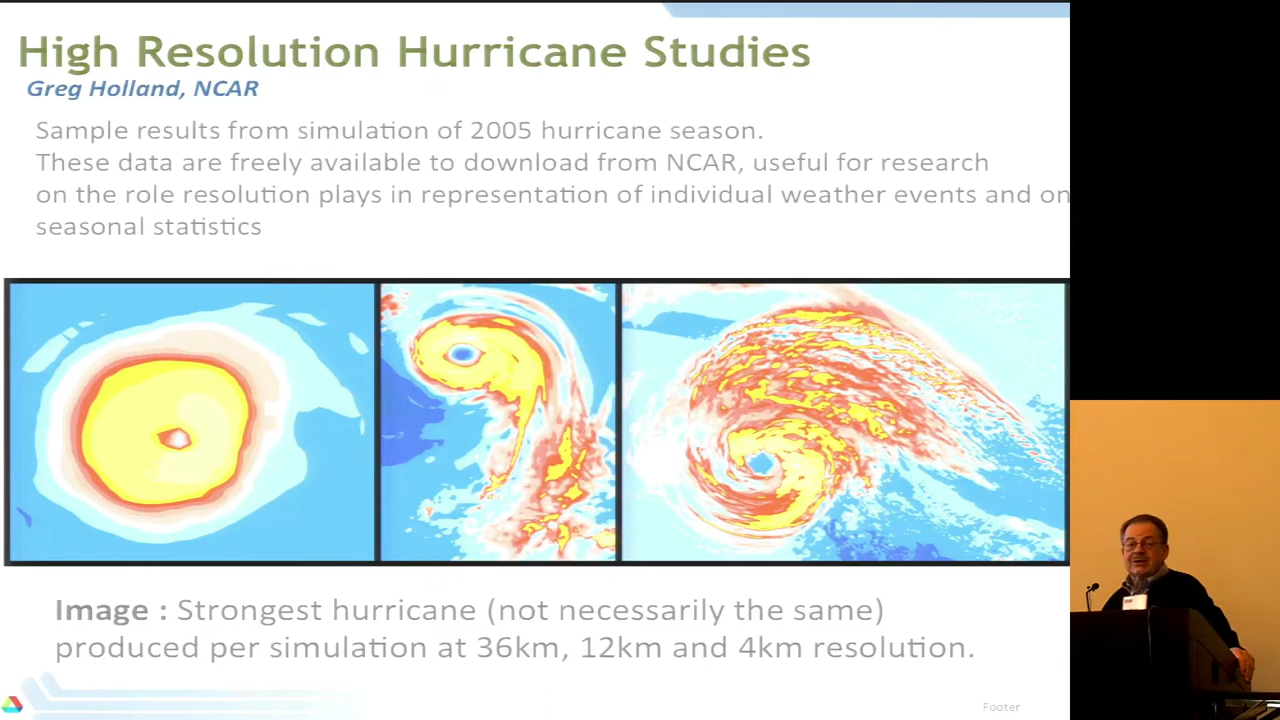 High Resolution Hurricane Studies
Greg Holland, NCAR
Sample results from simulation of 2005 hurricane season.
These data are freely available to download from NCAR, useful for research
on the role resolution plays in representation of individual weather events and on
seasonal statistics
Image : Strongest hurricane (not necessarily the same)
produced per simulation at 36km, 12km and 4km resolution.
Footer